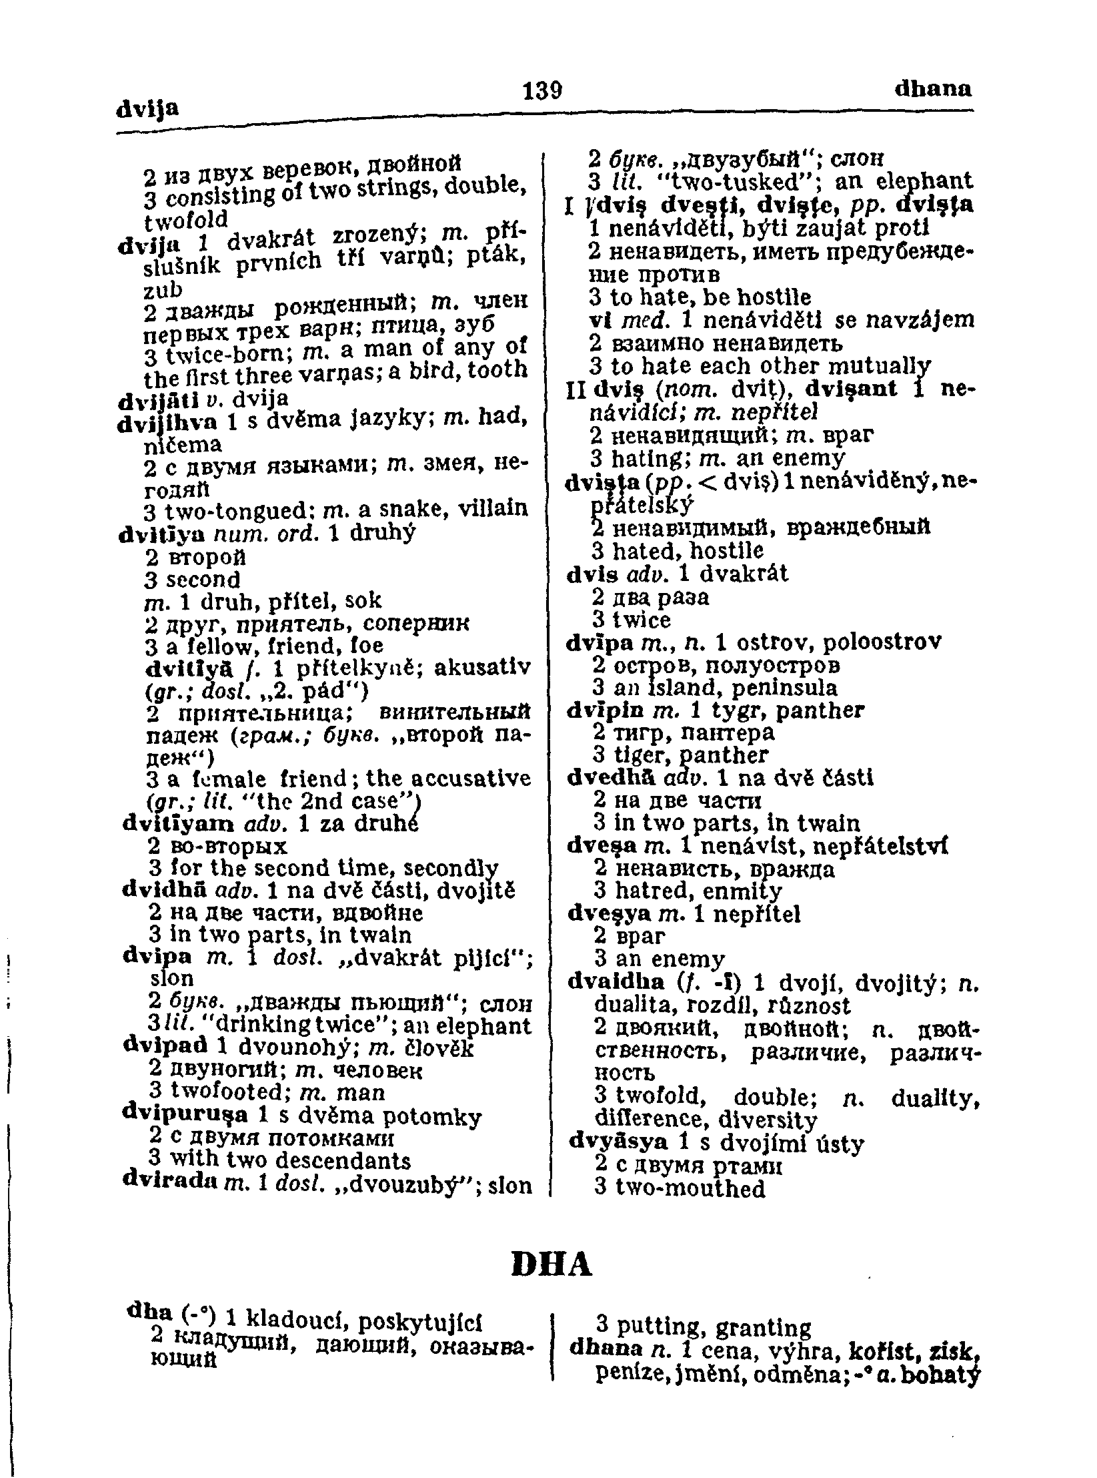 dvija
139
dhana
2 из двух веревок, двойной
3 consisting of two strings, double,
twofold
dvija 1 dvakrát zrozený; m. pří-
slušník prvních tří varṇů; pták,
zub
2 дважды рожденный; m. член
первых трех варн; птица, зуб
3 twice-born; m. a man of any of
the first three varṇas; a bird, tooth
dvijāti v. dvija
dvijihva 1 s dvěma jazyky; m. had,
ničema
2 с двумя языками; m. змея, не-
годяй
3 two-tongued; m. a snake, villain
dvitīya num. ord. 1 druhý
2 второй
3 second
m. 1 druh, přítel, sok
2 друг, приятель, соперник
3 a fellow, friend, foe
dvitīyā f. 1 přítelkyně; akusativ
(gr.; dosl. „2. pád“)
2 приятельница; винительный
падеж (грам.; букв. „второй па-
деж“)
3 a female friend; the accusative
(gr.; lit. “the 2nd case”)
dvitīyam adv. 1 za druhé
2 во-вторых
3 for the second time, secondly
dvidhā adv. 1 na dvě části, dvojitě
2 на две части, вдвойне
3 in two parts, in twain
dvipa m. 1 dosl. „dvakrát pijící“;
slon
2 букв. „дважды пьющий“; слон
3 lit. “drinking twice”; an elephant
dvipad 1 dvounohý; m. člověk
2 двуногий; m. человек
3 twofooted; m. man
dvipuruṣa 1 s dvěma potomky
2 с двумя потомками
3 with two descendants
dvirada m. 1 dosl. „dvouzubý“; slon
2 букв. „двузубый“; слон
3 lit. “two-tusked”; an elephant
I √dviṣ dveṣṭi, dviṣṭe, pp. dviṣṭa
1 nenáviděti, býti zaujat proti
2 ненавидеть, иметь предубежде-
ние против
3 to hate, be hostile
vi med. 1 nenáviděti se navzájem
2 взаимно ненавидеть
3 to hate each other mutually
II dviṣ (nom. dviṭ), dviṣant 1 ne-
návidící; m. nepřítel
2 ненавидящий; m. враг
3 hating; m. an enemy
dviṣṭa (pp. < dviṣ) 1 nenáviděný, ne-
přátelský
2 ненавидимый, враждебный
3 hated, hostile
dvis adv. 1 dvakrát
2 два раза
3 twice
dvīpa m., n. 1 ostrov, poloostrov
2 остров, полуостров
3 an island, peninsula
dvīpin m. 1 tygr, panther
2 тигр, пантера
3 tiger, panther
dvedhā adv. 1 na dvě části
2 на две части
3 in two parts, in twain
dveṣa m. 1 nenávist, nepřátelství
2 ненависть, вражда
3 hatred, enmity
dveṣya m. 1 nepřítel
2 враг
3 an enemy
dvaidha (f. -ī) 1 dvojí, dvojitý; n.
dualita, rozdíl, různost
2 двоякий, двойной; n. двой-
ственность, различие, различ-
ность
3 twofold, double; n. duality,
difference, diversity
dvyāsya 1 s dvojími ústy
2 с двумя ртами
3 two-mouthed
DHA
dha (-°) 1 kladoucí, poskytující
2 кладущий, дающий, оказыва-
ющий
3 putting, granting
dhana n. 1 cena, výhra, kořist, zisk,
peníze, jmění, odměna; -° a. bohatý